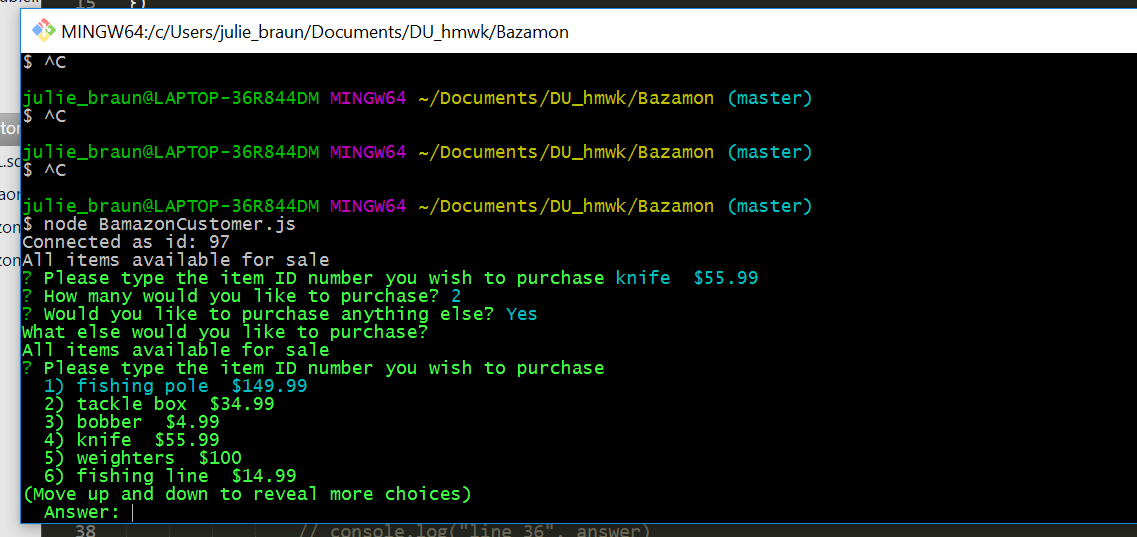 15 })
MINGW64:/c/Users/julie_braun/Documents/DU_hmwk/Bazamon
$ ^C
julie_braun@LAPTOP-36R844DM MINGW64 ~/Documents/DU_hmwk/Bazamon (master)
$ ^C
julie_braun@LAPTOP-36R844DM MINGW64 ~/Documents/DU_hmwk/Bazamon (master)
$ ^C
julie_braun@LAPTOP-36R844DM MINGW64 ~/Documents/DU_hmwk/Bazamon (master)
$ node BamazonCustomer.js
Connected as id: 97
All items available for sale
? Please type the item ID number you wish to purchase knife $55.99
? How many would you like to purchase? 2
? Would you like to purchase anything else? Yes
What else would you like to purchase?
All items available for sale
? Please type the item ID number you wish to purchase
1) fishing pole $149.99
2) tackle box $34.99
3) bobber $4.99
4) knife $55.99
5) weighters $100
6) fishing line $14.99
(Move up and down to reveal more choices)
Answer:
38 // console.log("line 36", answer)